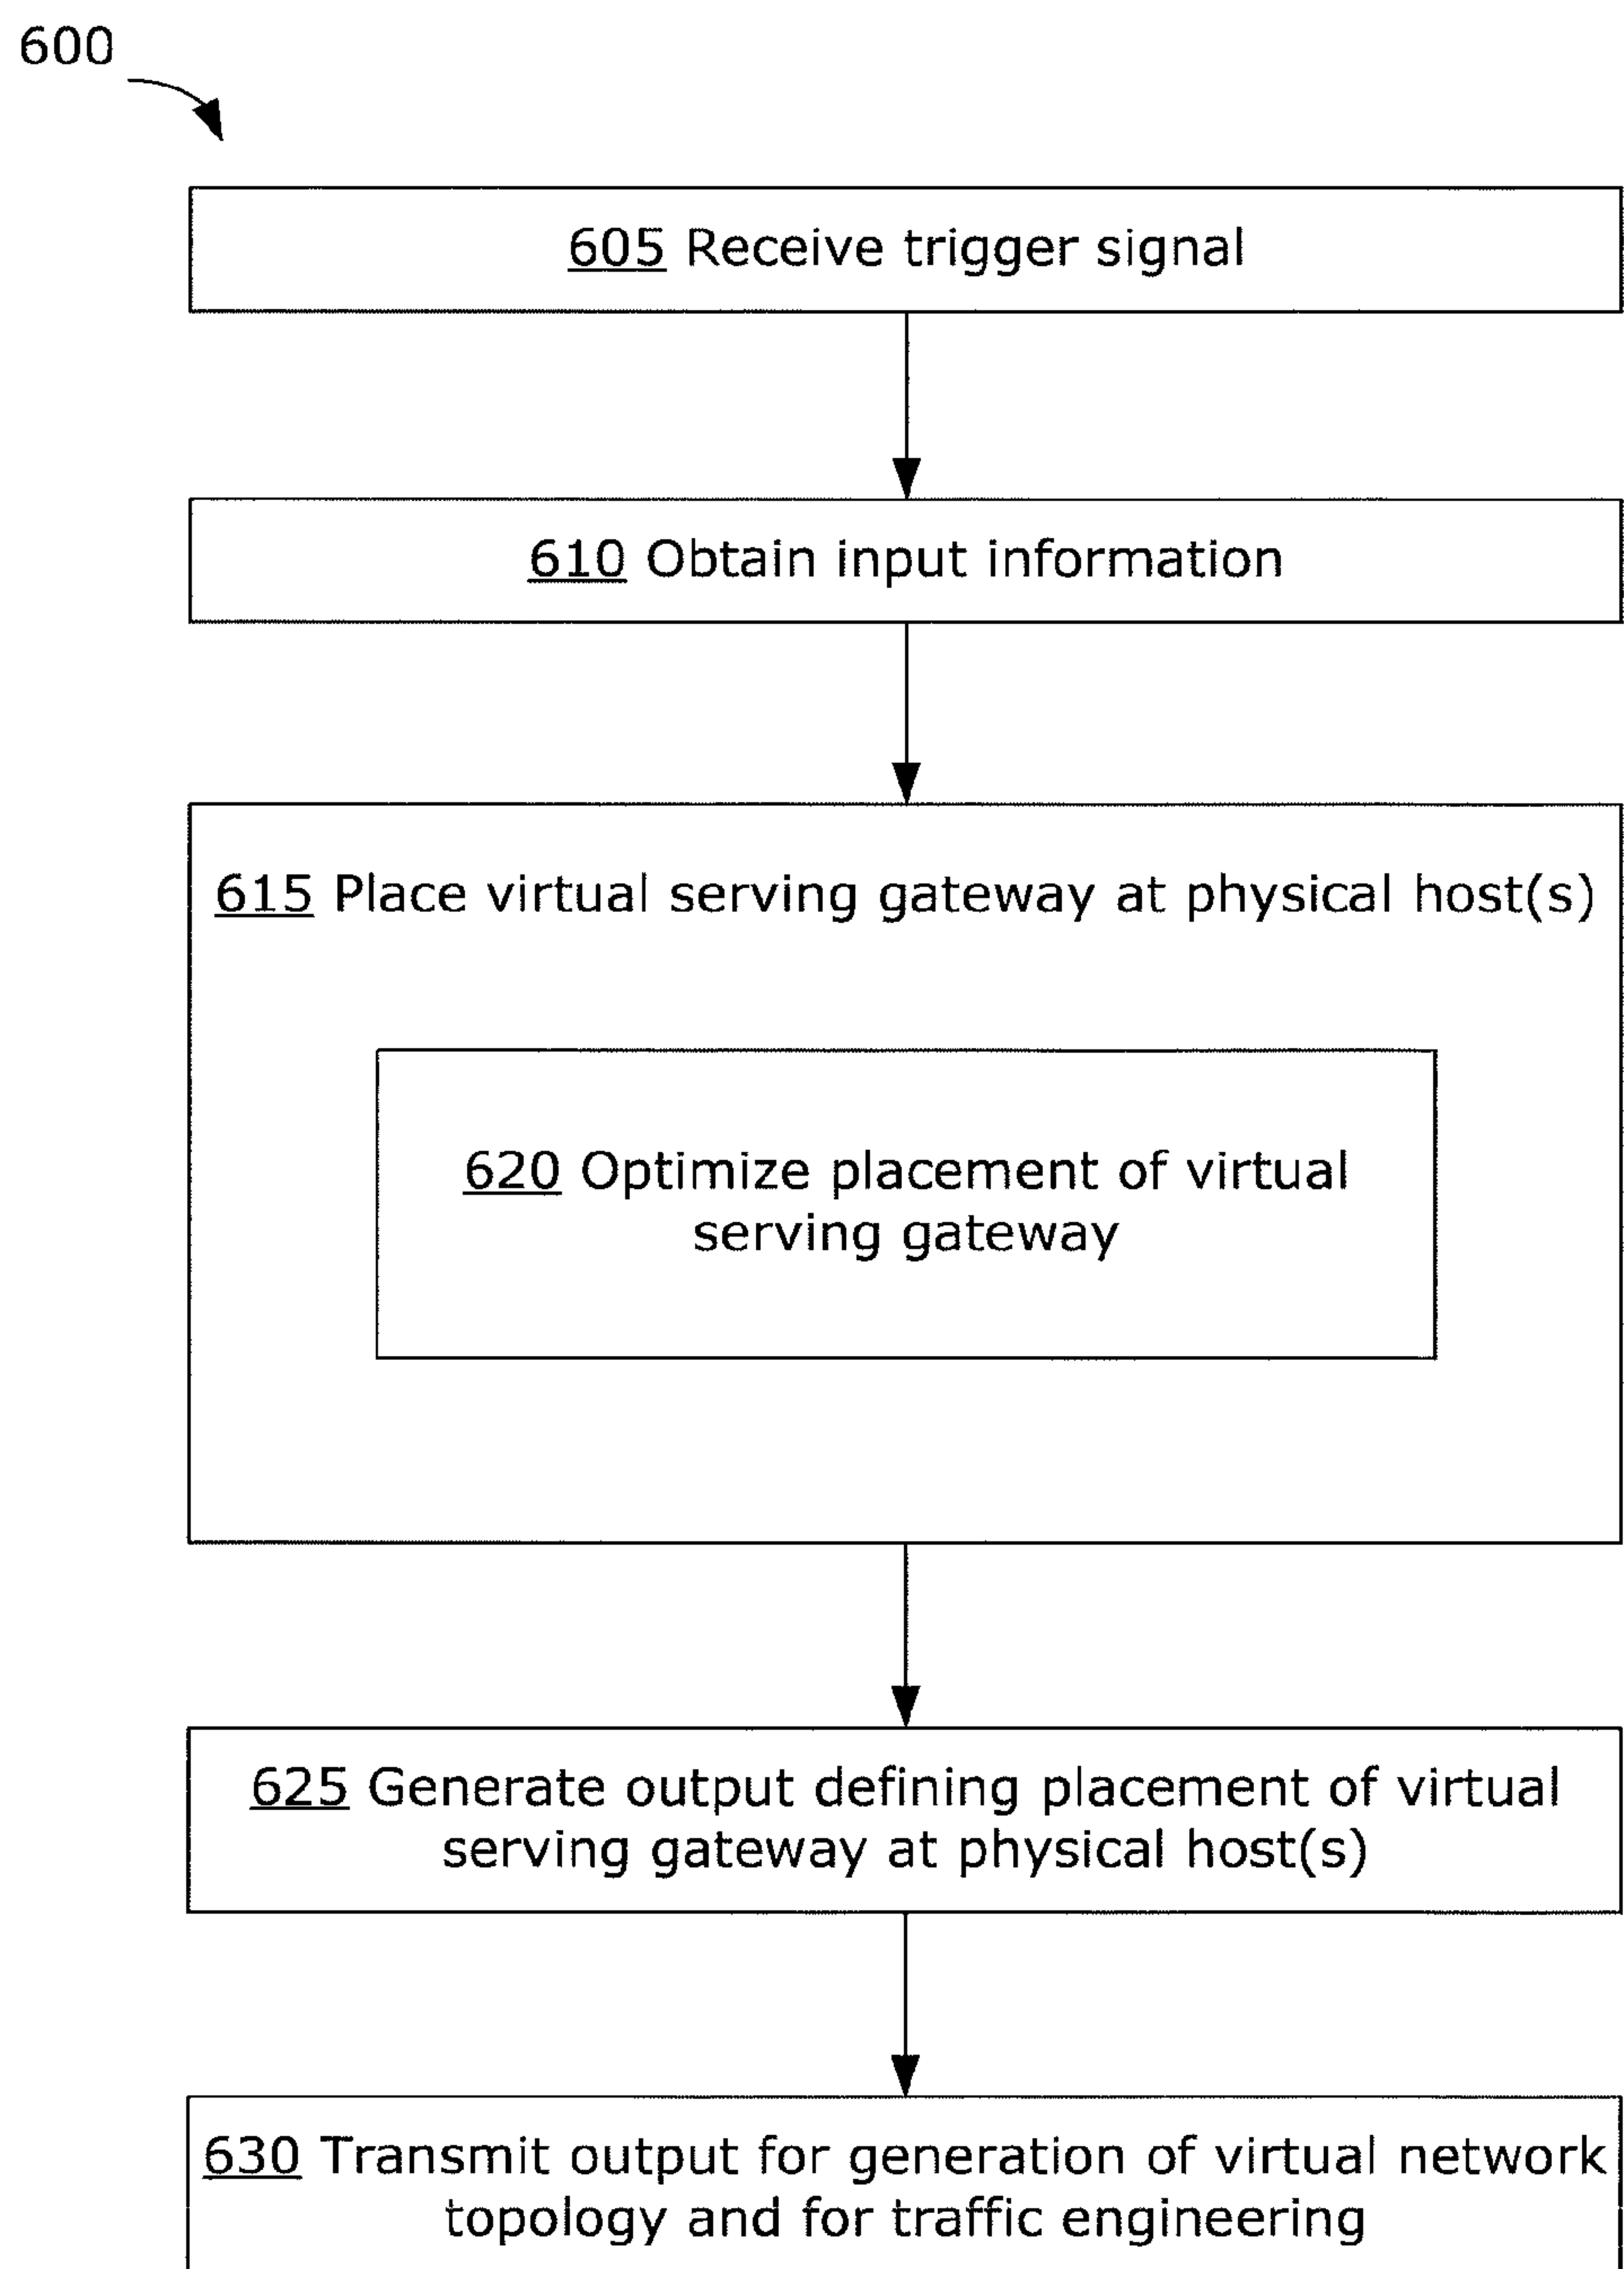 600
605 Receive trigger signal
610 Obtain input information
615 Place virtual serving gateway at physical host(s)
620 Optimize placement of virtual
serving gateway
625 Generate output defining placement of virtual
serving gateway at physical host(s)
630 Transmit output for generation of virtual network
topology and for traffic engineering